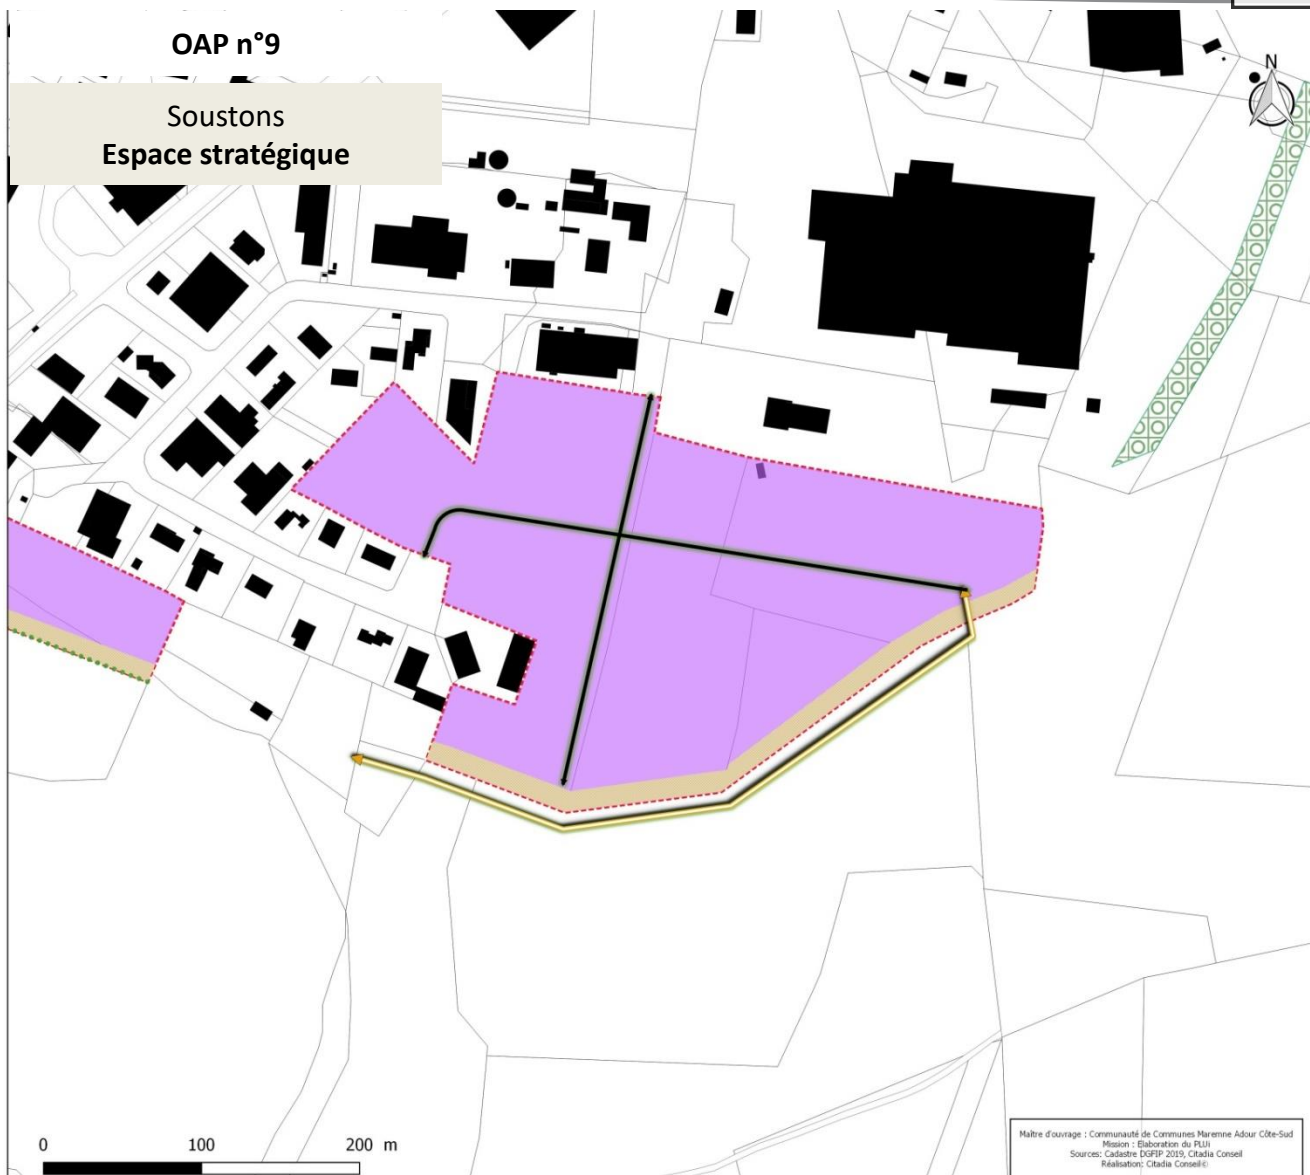 OAP n°9
Soustons
Espace stratégique
N
0 100 200 m
Maître d'ouvrage : Communauté de Communes Maremne Adour Côte-Sud
Mission : Élaboration du PLUi
Sources: Cadastre DGFIP 2019, Citadia Conseil
Réalisation: Citadia Conseil©